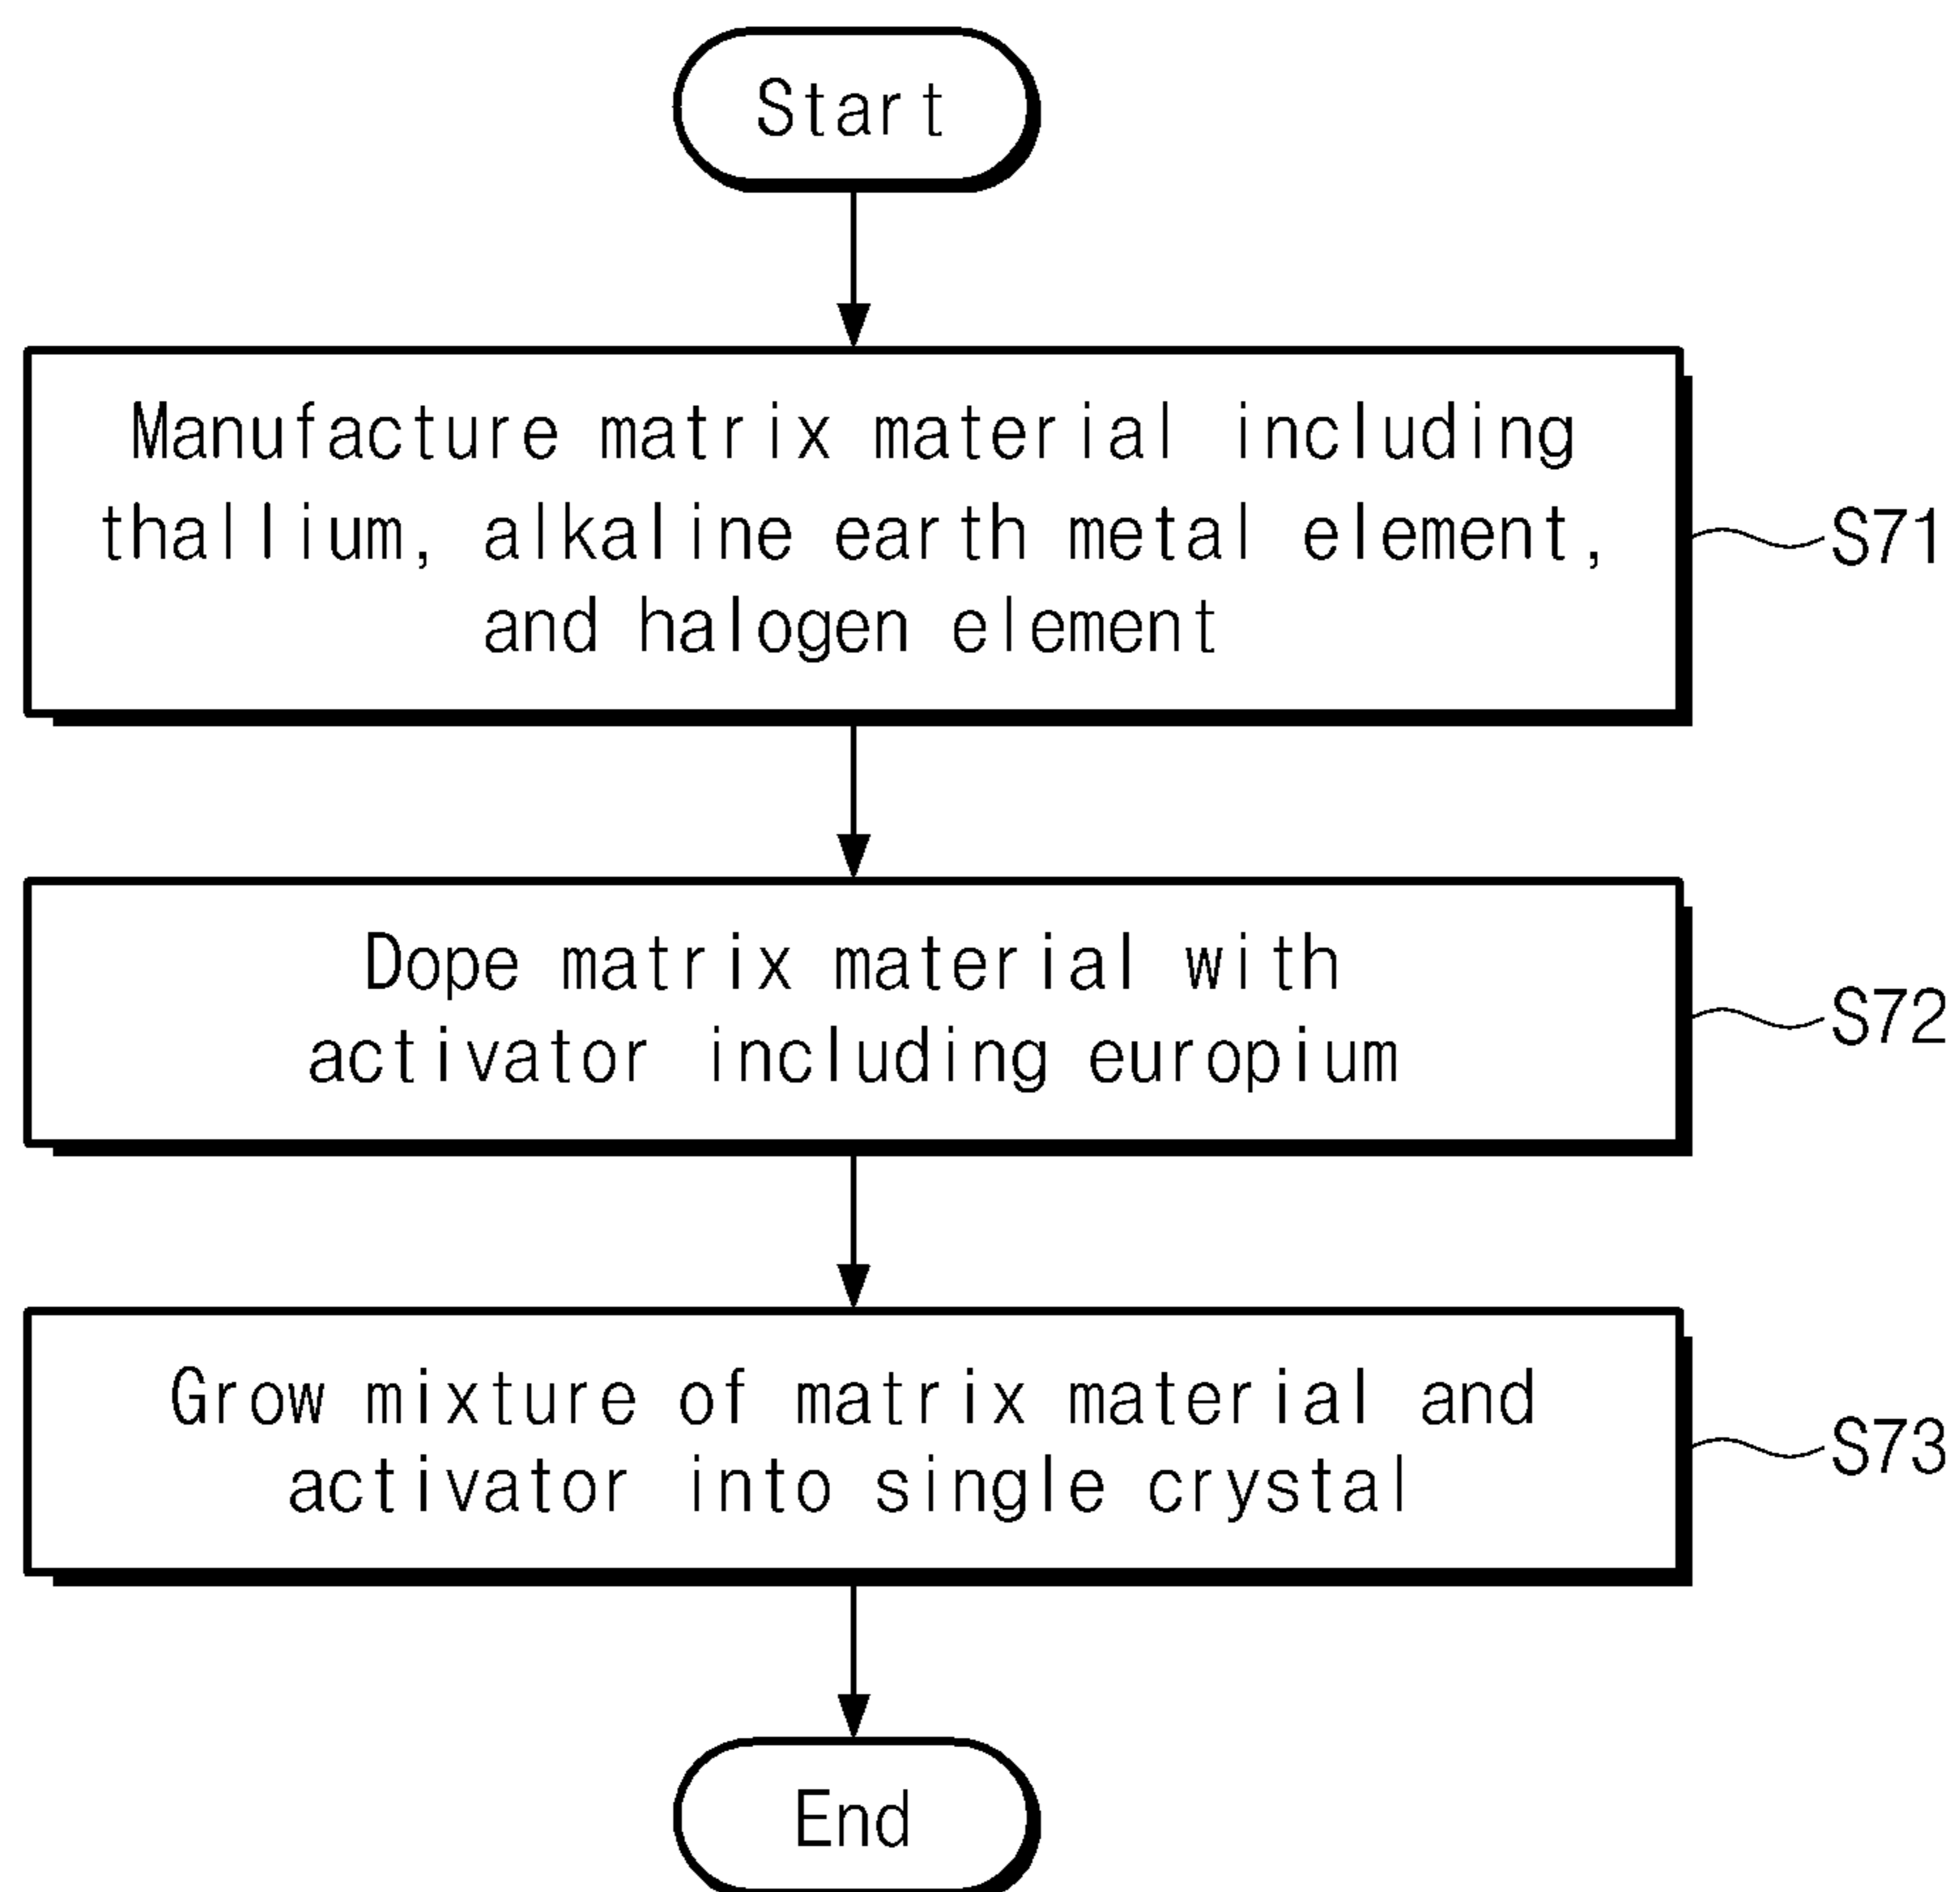 Start
Manufacture matrix material including
thallium, alkaline earth metal element,
and halogen element
S71
Dope matrix material with
activator including europium
S72
Grow mixture of matrix material and
activator into single crystal
S73
End